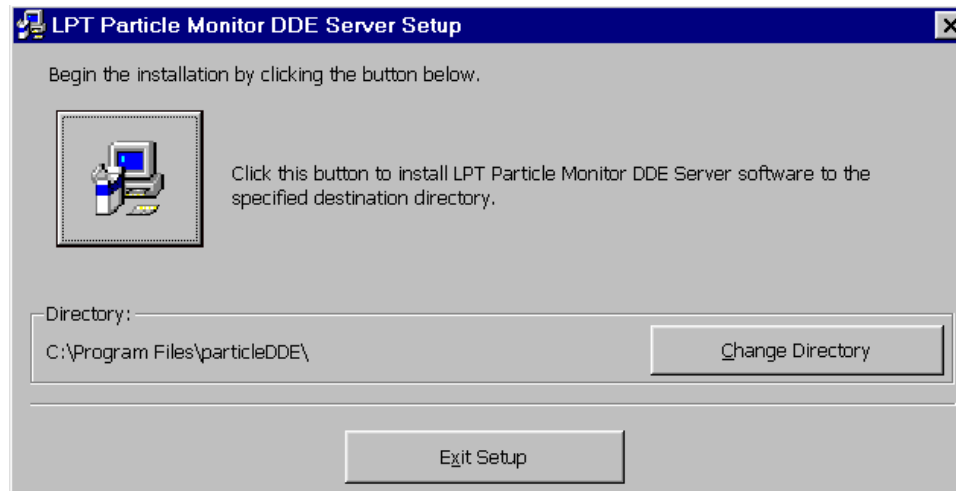 LPT Particle Monitor DDE Server Setup
Begin the installation by clicking the button below.
Click this button to install LPT Particle Monitor DDE Server software to the
specified destination directory.
Directory:
C:\Program Files\particleDDE\
Change Directory
Exit Setup